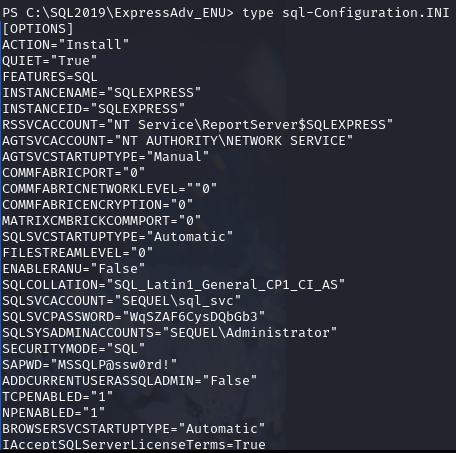 PS C:\SQL2019\ExpressAdv_ENU> type sql-Configuration.INI
[OPTIONS]
ACTION="Install"
QUIET="True"
FEATURES=SQL
INSTANCENAME="SQLEXPRESS"
INSTANCEID="SQLEXPRESS"
RSSVCACCOUNT="NT Service\ReportServer$SQLEXPRESS"
AGTSVCACCOUNT="NT AUTHORITY\NETWORK SERVICE"
AGTSVCSTARTUPTYPE="Manual"
COMMFABRICPORT="0"
COMMFABRICNETWORKLEVEL=""0"
COMMFABRICENCRYPTION="0"
MATRIXCMBRICKCOMMPORT="0"
SQLSVCSTARTUPTYPE="Automatic"
FILESTREAMLEVEL="0"
ENABLERANU="False"
SQLCOLLATION="SQL_Latin1_General_CP1_CI_AS"
SQLSVCACCOUNT="SEQUEL\sql_svc"
SQLSVCPASSWORD="WqSZAF6CysDQbGb3"
SQLSYSADMINACCOUNTS="SEQUEL\Administrator"
SECURITYMODE="SQL"
SAPWD="MSSQLP@ssw0rd!"
ADDCURRENTUSERASSQLADMIN="False"
TCPENABLED="1"
NPENABLED="1"
BROWSERSVCSTARTUPTYPE="Automatic"
IAcceptSQLServerLicenseTerms=True